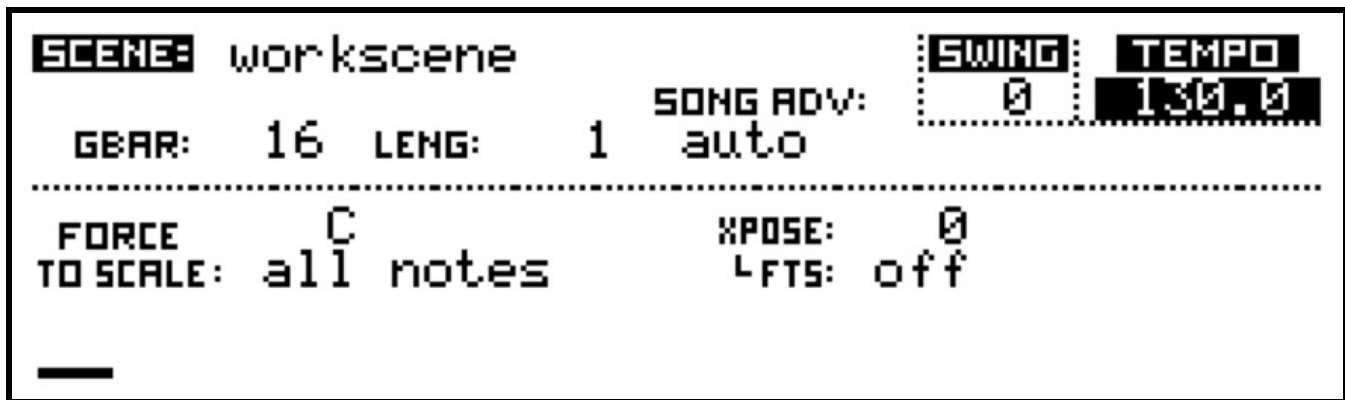 SCENE: workscene SWING TEMPO
SONG ADV: 0 130.0
GBAR: 16 LENG: 1 auto
FORCE C XPOSE: 0
TO SCALE: all notes FTS: off